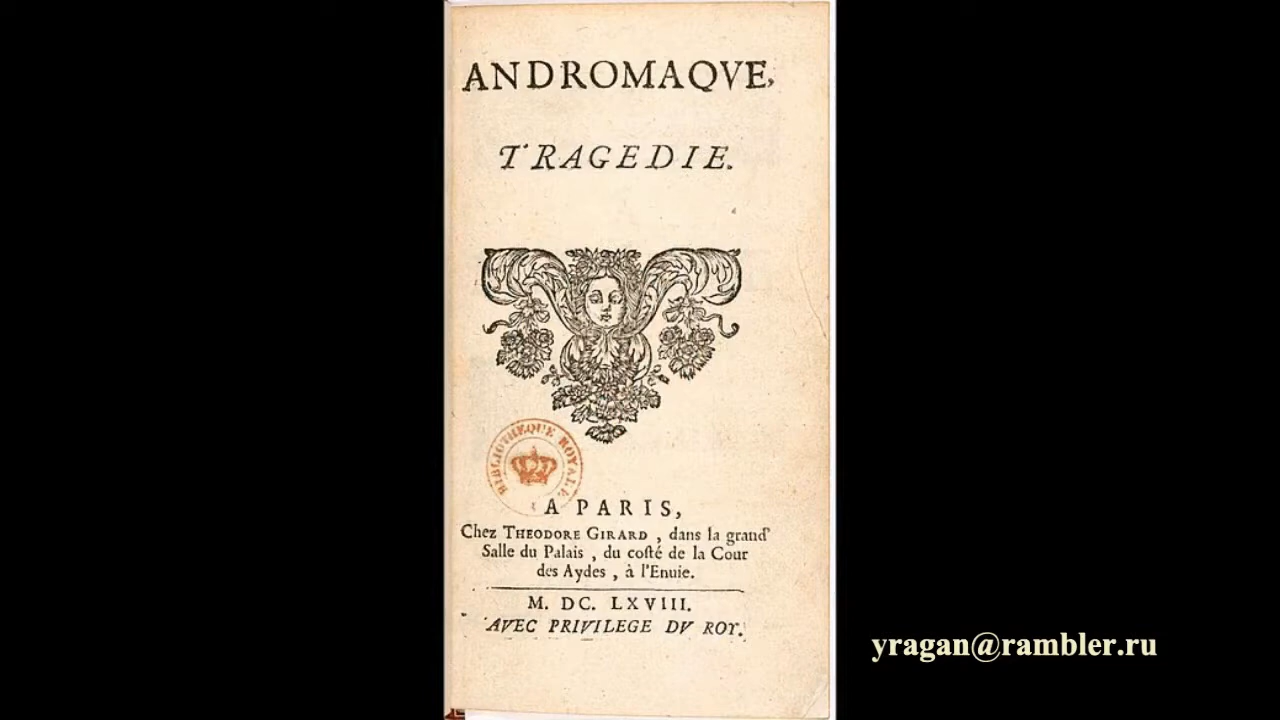 ANDROMAQVE,
TRAGEDIE.
BIBLIOTHEQUE ROYALE
A PARIS,
Chez THEODORE GIRARD, dans la grand'
Salle du Palais, du costé de la Cour
des Aydes, à l'Enuie.
M. DC. LXVIII.
AVEC PRIVILEGE DV ROY.
yragan@rambler.ru